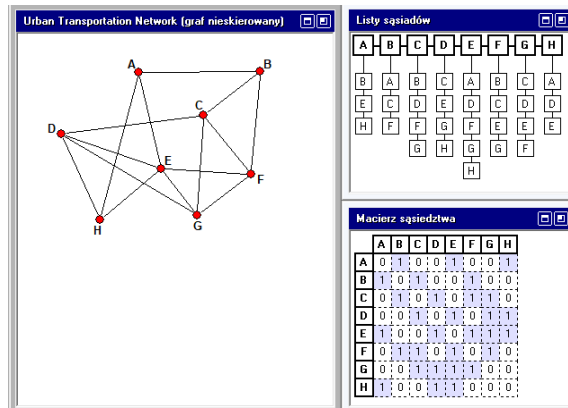 Urban Transportation Network (graf nieskierowany)
A
B
C
D
E
F
G
H
Listy sąsiadów
A B C D E F G H
B A B C A B C A
E C D E D C D D
H F F G F E E E
G H G G F
H
Macierz sąsiedztwa
A B C D E F G H
A 0 1 0 0 1 0 0 1
B 1 0 1 0 0 1 0 0
C 0 1 0 1 0 1 1 0
D 0 0 1 0 1 0 1 1
E 1 0 0 1 0 1 1 1
F 0 1 1 0 1 0 1 0
G 0 0 1 1 1 1 0 0
H 1 0 0 1 1 0 0 0